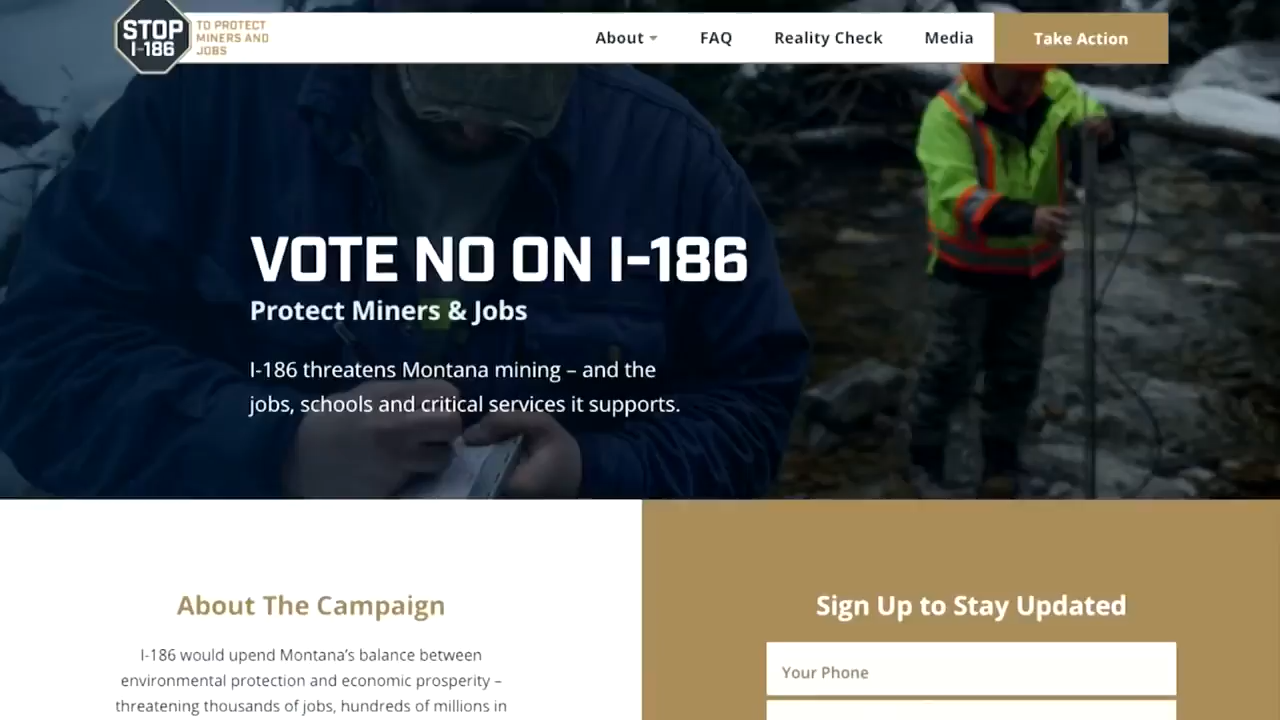 STOP
I-186
TO PROTECT
MINERS AND
JOBS
About
FAQ
Reality Check
Media
Take Action
VOTE NO ON I-186
Protect Miners & Jobs
I-186 threatens Montana mining – and the
jobs, schools and critical services it supports.
About The Campaign
I-186 would upend Montana’s balance between
environmental protection and economic prosperity –
threatening thousands of jobs, hundreds of millions in
Sign Up to Stay Updated
Your Phone